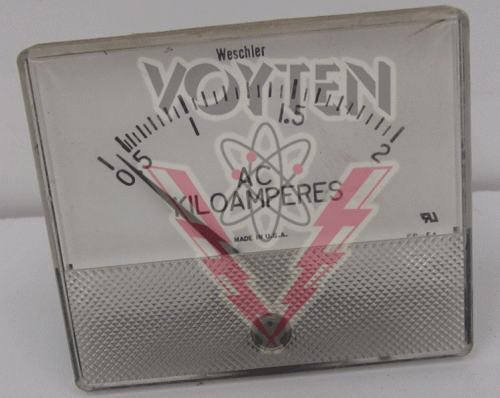 Weschler
VOYTEN
0 .5 1 1.5 2
AC
KILOAMPERES
MADE IN U.S.A.